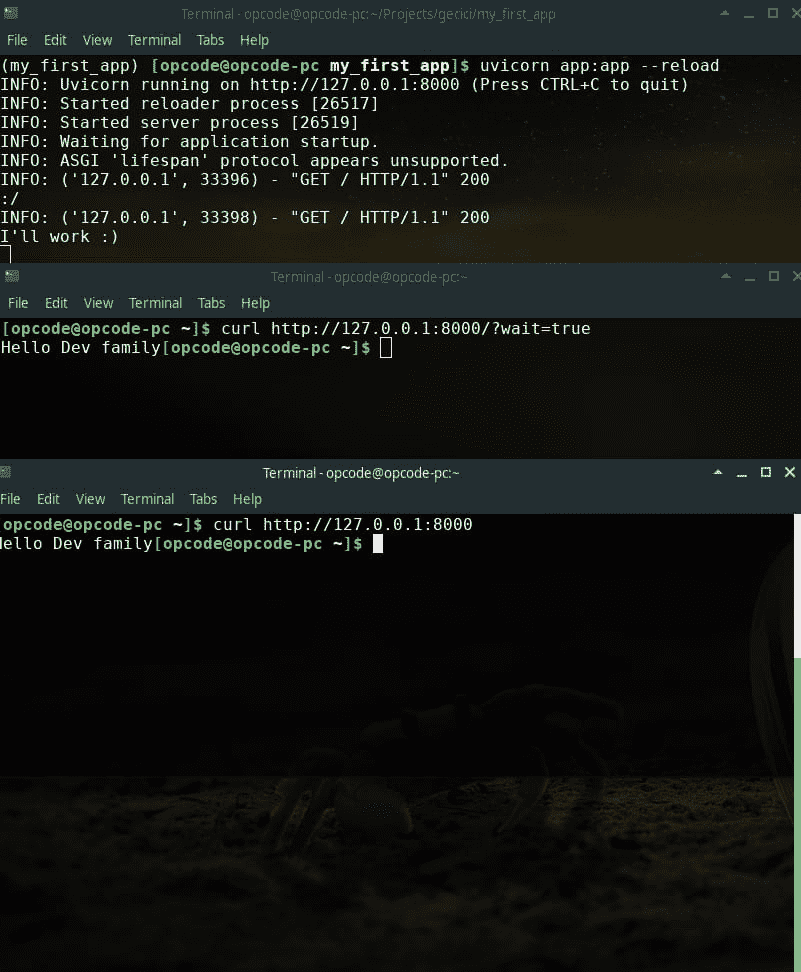 Terminal - opcode@opcode-pc:~/Projects/gecici/my_first_app
File Edit View Terminal Tabs Help
(my_first_app) [opcode@opcode-pc my_first_app]$ uvicorn app:app --reload
INFO: Uvicorn running on http://127.0.0.1:8000 (Press CTRL+C to quit)
INFO: Started reloader process [26517]
INFO: Started server process [26519]
INFO: Waiting for application startup.
INFO: ASGI 'lifespan' protocol appears unsupported.
INFO: ('127.0.0.1', 33396) - "GET / HTTP/1.1" 200
:/
INFO: ('127.0.0.1', 33398) - "GET / HTTP/1.1" 200
I'll work :)
Terminal - opcode@opcode-pc:~
File Edit View Terminal Tabs Help
[opcode@opcode-pc ~]$ curl http://127.0.0.1:8000/?wait=true
Hello Dev family[opcode@opcode-pc ~]$
Terminal - opcode@opcode-pc:~
File Edit View Terminal Tabs Help
opcode@opcode-pc ~]$ curl http://127.0.0.1:8000
ello Dev family[opcode@opcode-pc ~]$